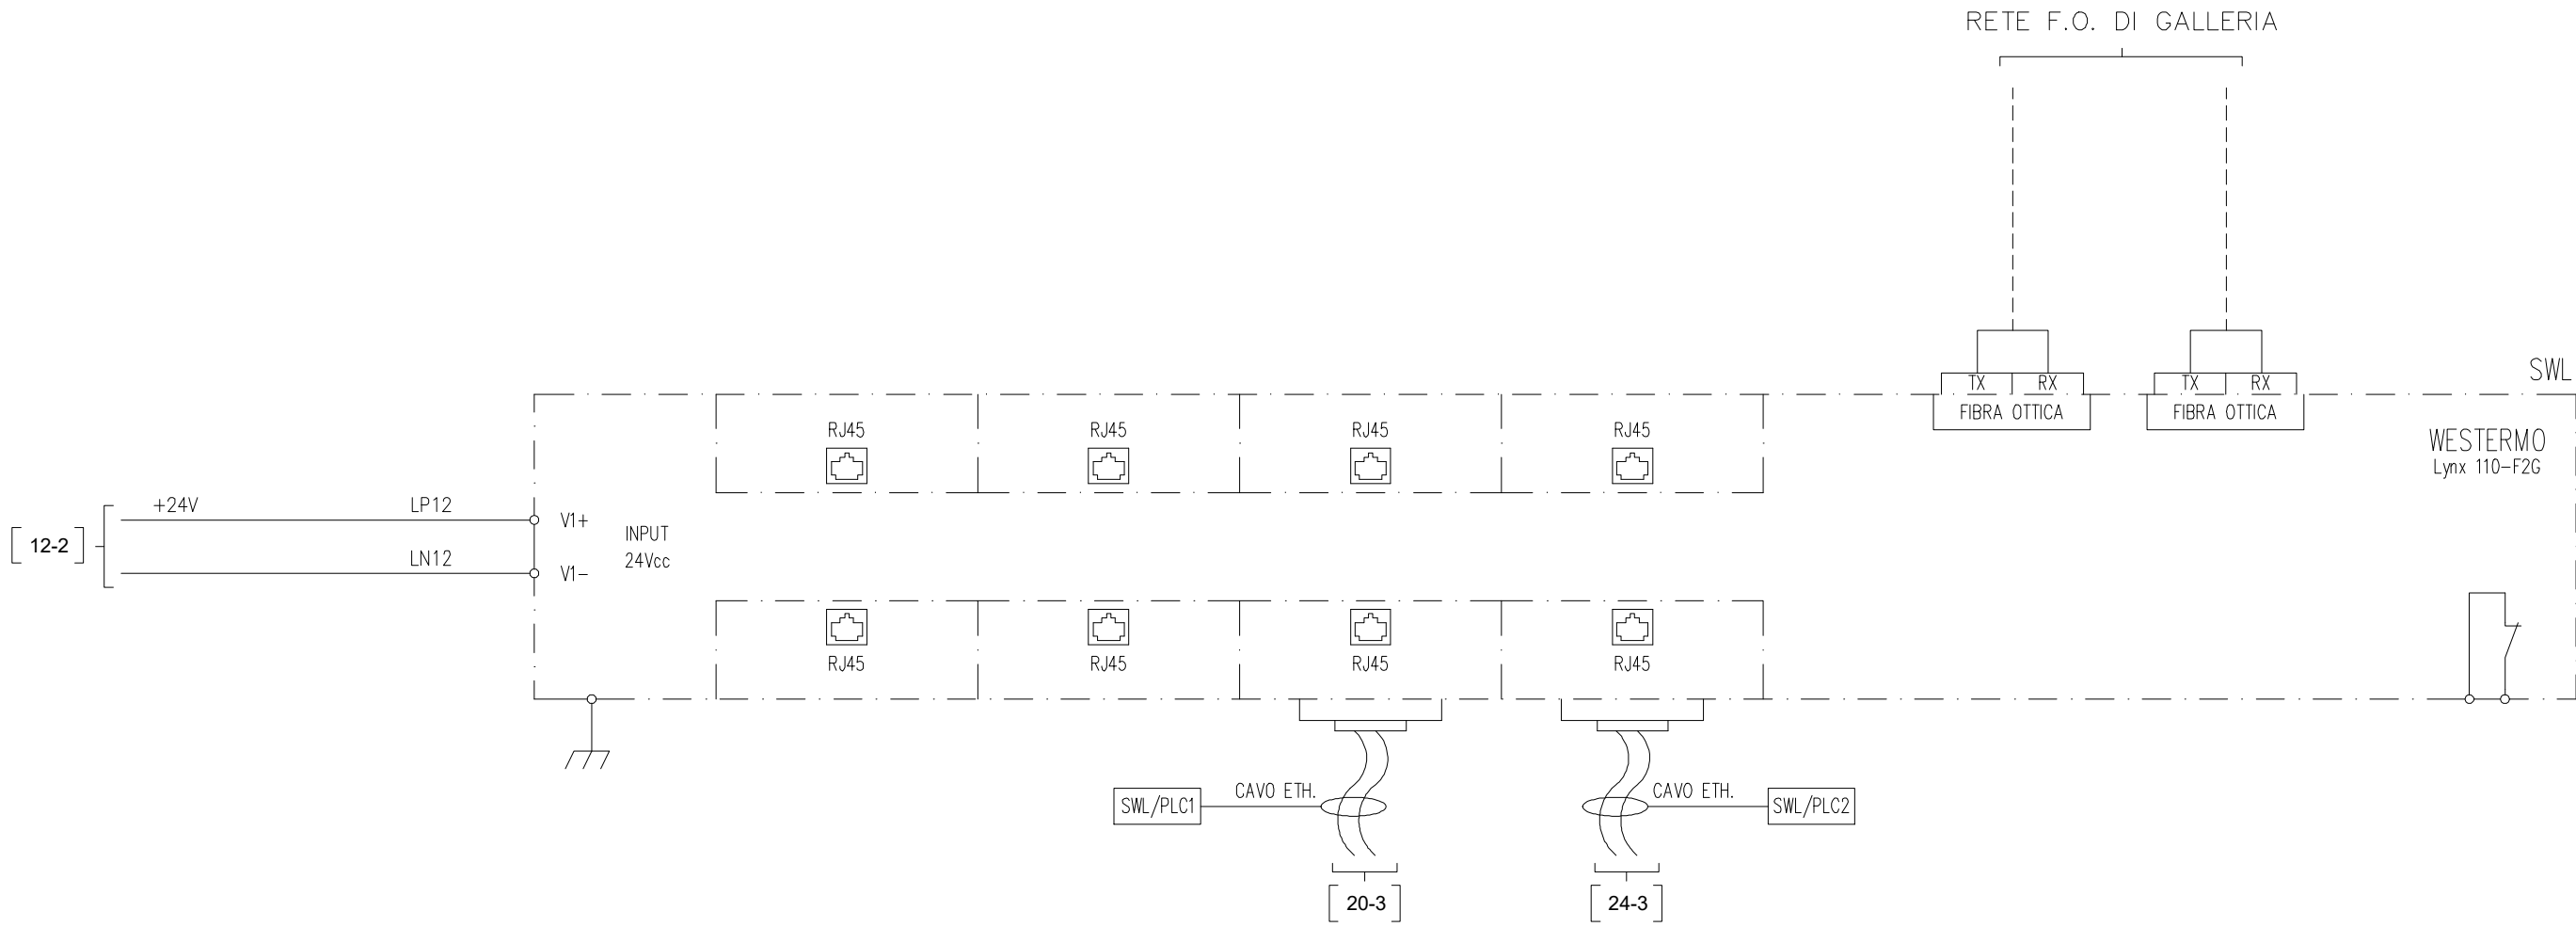 RETE F.O. DI GALLERIA
SWL
TX RX TX RX
FIBRA OTTICA FIBRA OTTICA
RJ45 RJ45 RJ45 RJ45
WESTERMO
Lynx 110-F2G
+24V LP12
V1+
INPUT
24Vcc
12-2
LN12
V1-
RJ45 RJ45 RJ45 RJ45
CAVO ETH. CAVO ETH.
SWL/PLC1 SWL/PLC2
20-3 24-3